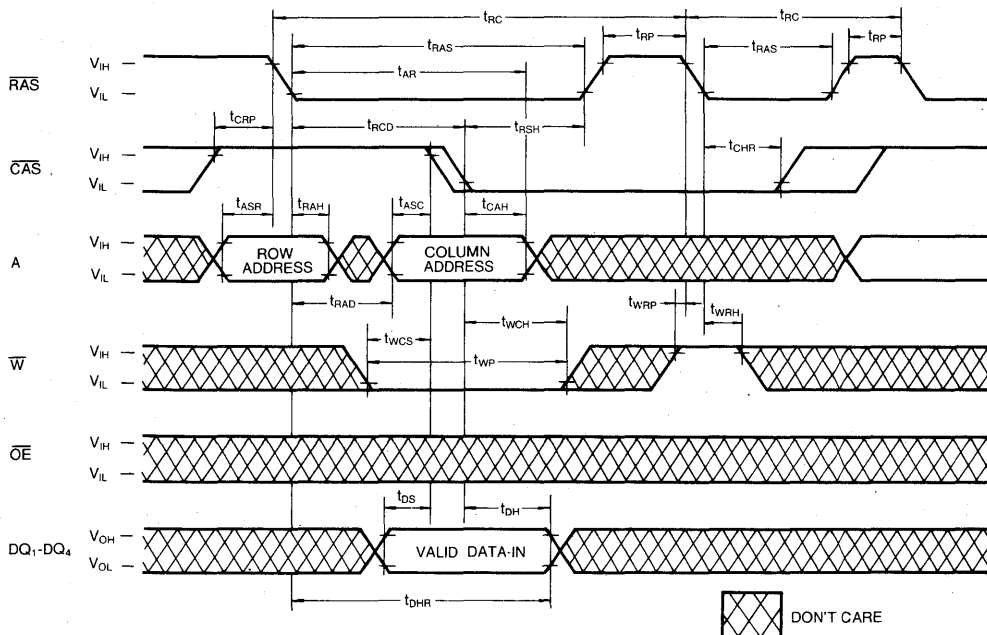 tRC tRC
tRAS tRP tRAS tRP
tAR
RAS VIH
VIL
tCRP tRCD tRSH
CAS VIH
VIL
tCHR
tASR tRAH tASC tCAH
A VIH
VIL
ROW ADDRESS
COLUMN ADDRESS
tRAD tWCH tWRP tWRH
tWCS
tWP
W VIH
VIL
OE VIH
VIL
tDS tDH
DQ1-DQ4 VOH
VOL
VALID DATA-IN
tDHR
DON'T CARE